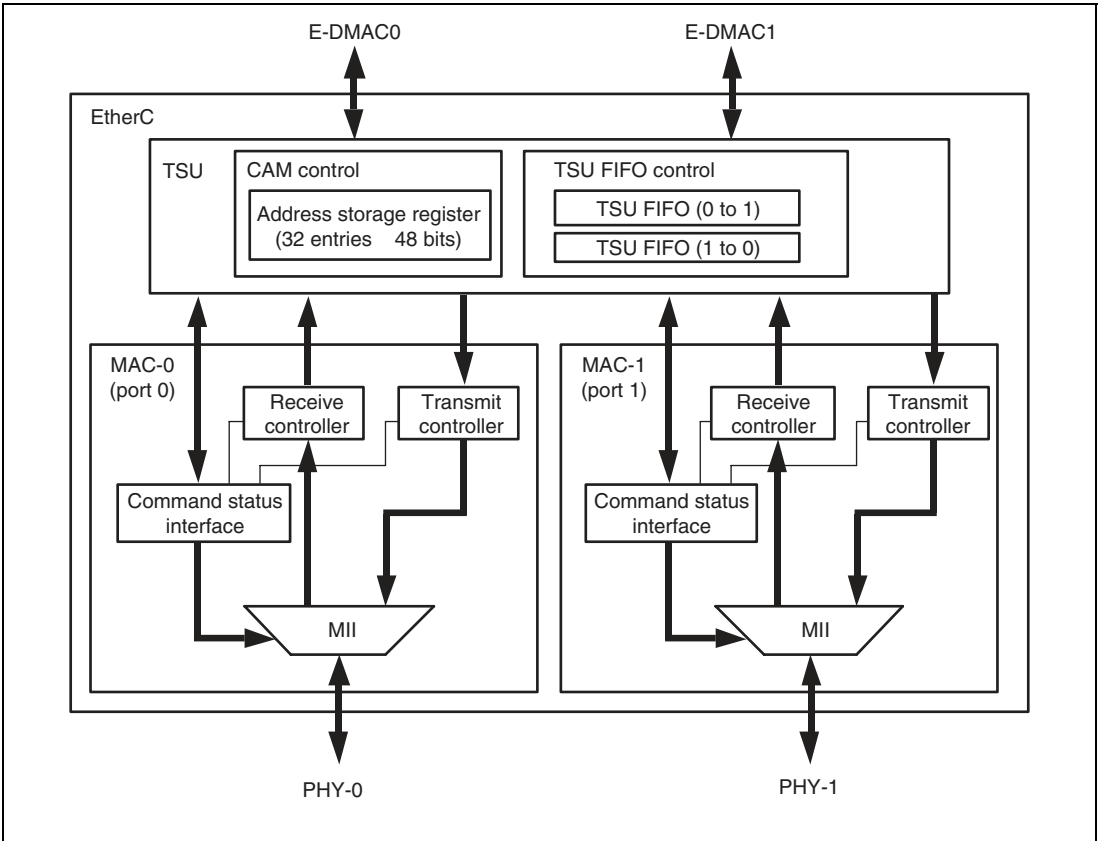 E-DMAC0
E-DMAC1
EtherC
TSU
CAM control
Address storage register
(32 entries 48 bits)
TSU FIFO control
TSU FIFO (0 to 1)
TSU FIFO (1 to 0)
MAC-0
(port 0)
Receive
controller
Transmit
controller
Command status
interface
MII
MAC-1
(port 1)
Receive
controller
Transmit
controller
Command status
interface
MII
PHY-0
PHY-1